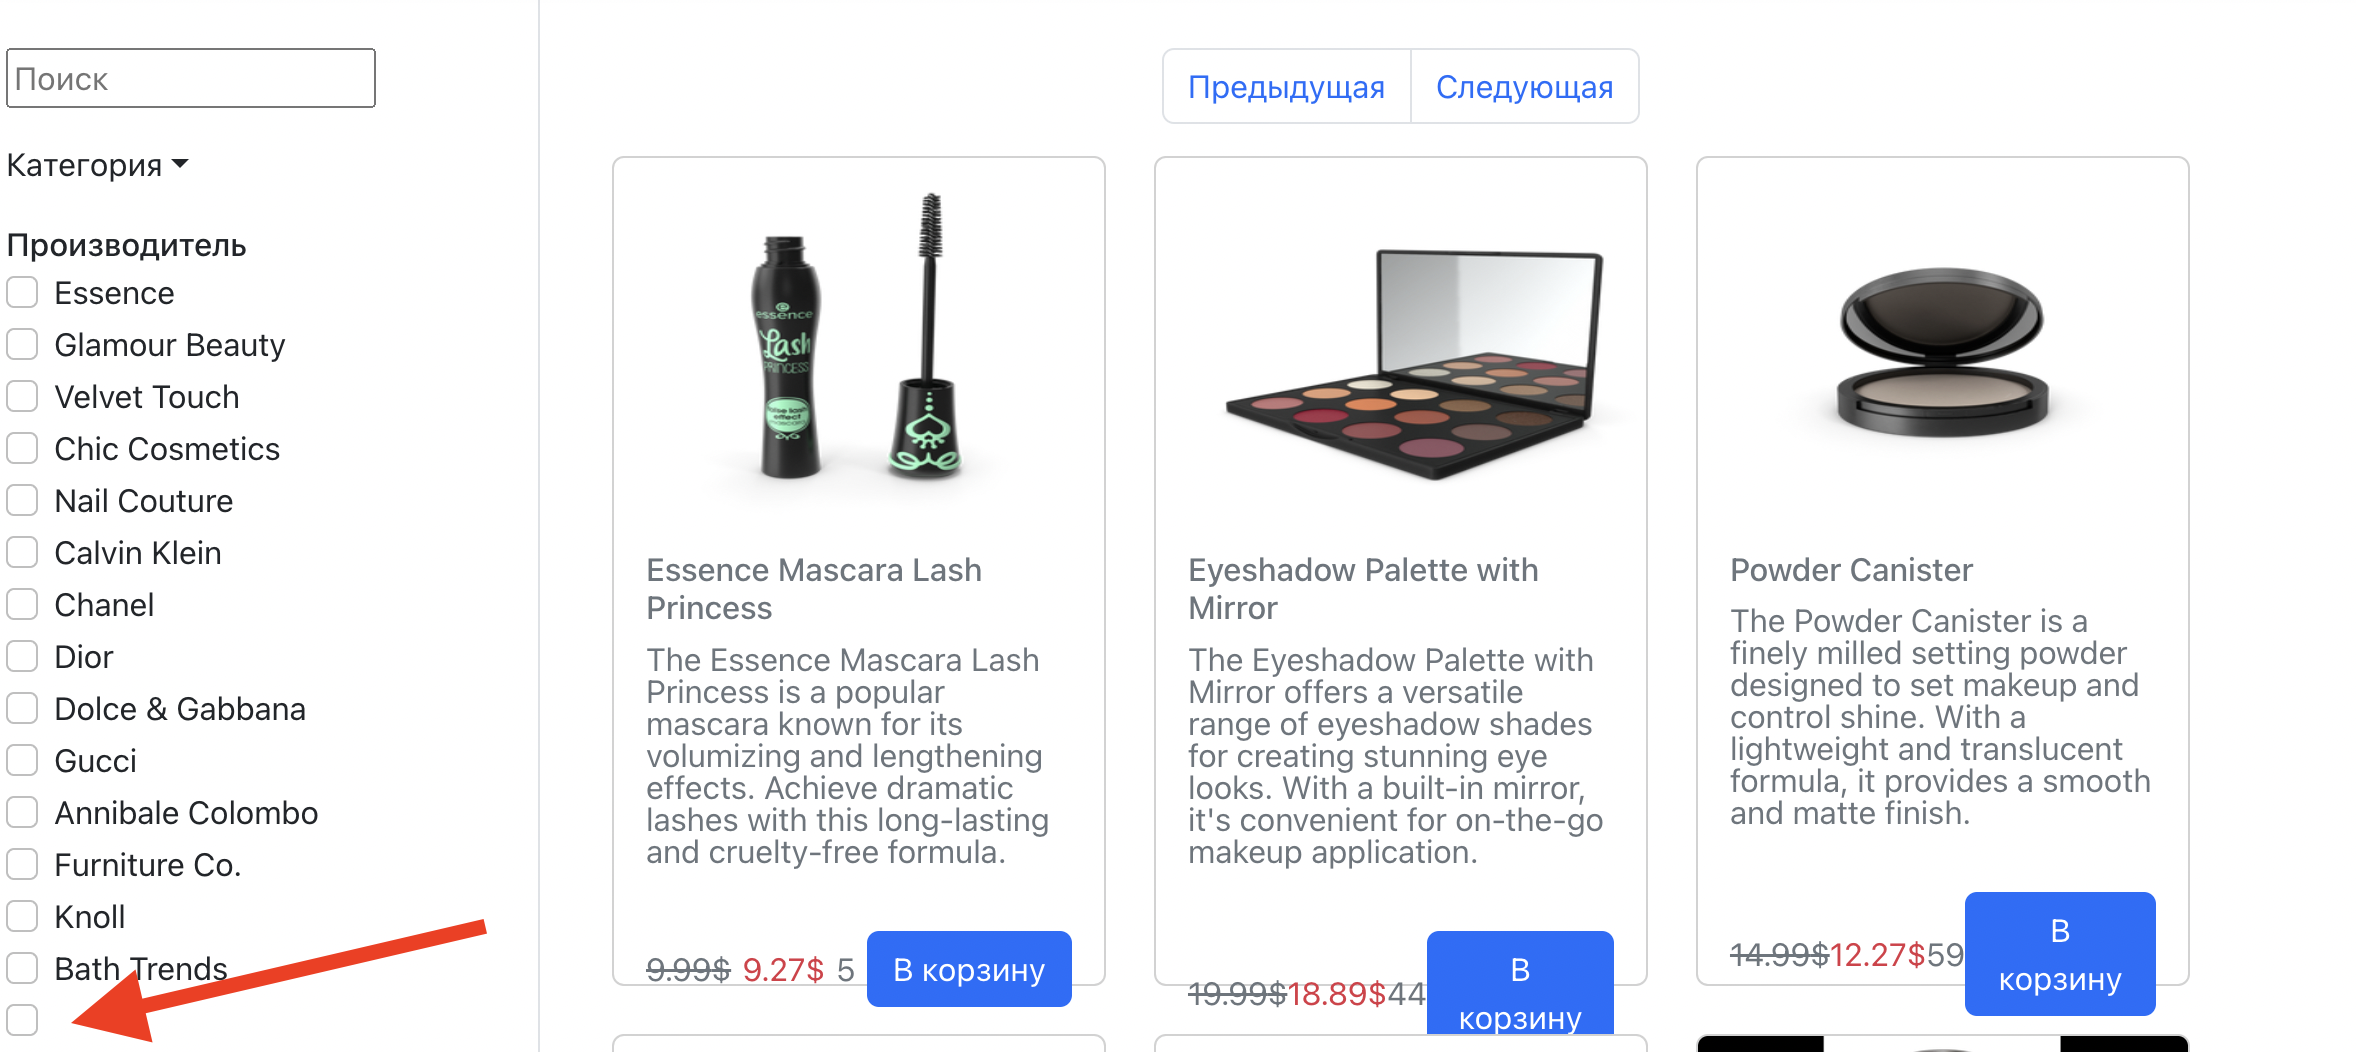 Поиск
Категория
Производитель
Essence
Glamour Beauty
Velvet Touch
Chic Cosmetics
Nail Couture
Calvin Klein
Chanel
Dior
Dolce & Gabbana
Gucci
Annibale Colombo
Furniture Co.
Knoll
Bath Trends
Предыдущая Следующая
essence
Lash
PRINCESS
false lash
effect
Essence Mascara Lash
Princess
The Essence Mascara Lash
Princess is a popular
mascara known for its
volumizing and lengthening
effects. Achieve dramatic
lashes with this long-lasting
and cruelty-free formula.
9.99$ 9.27$ 5 В корзину
Eyeshadow Palette with
Mirror
The Eyeshadow Palette with
Mirror offers a versatile
range of eyeshadow shades
for creating stunning eye
looks. With a built-in mirror,
it's convenient for on-the-go
makeup application.
19.99$18.89$44
В
корзину
Powder Canister
The Powder Canister is a
finely milled setting powder
designed to set makeup and
control shine. With a
lightweight and translucent
formula, it provides a smooth
and matte finish.
14.99$12.27$59
В
корзину